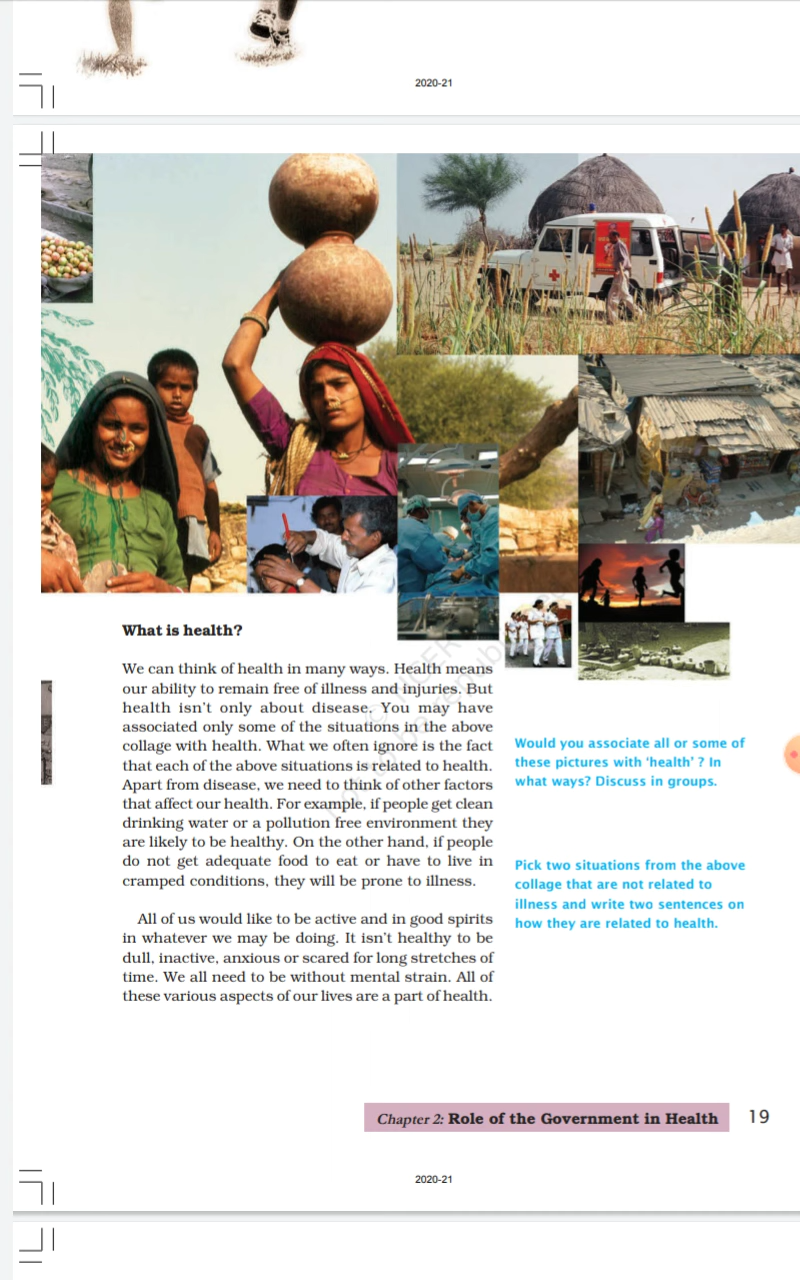 2020-21
What is health?
We can think of health in many ways. Health means
our ability to remain free of illness and injuries. But
health isn't only about disease. You may have
associated only some of the situations in the above
collage with health. What we often ignore is the fact
that each of the above situations is related to health.
Apart from disease, we need to think of other factors
that affect our health. For example, if people get clean
drinking water or a pollution free environment they
are likely to be healthy. On the other hand, if people
do not get adequate food to eat or have to live in
cramped conditions, they will be prone to illness.
All of us would like to be active and in good spirits
in whatever we may be doing. It isn't healthy to be
dull, inactive, anxious or scared for long stretches of
time. We all need to be without mental strain. All of
these various aspects of our lives are a part of health.
Would you associate all or some of
these pictures with 'health' ? In
what ways? Discuss in groups.
Pick two situations from the above
collage that are not related to
illness and write two sentences on
how they are related to health.
Chapter 2: Role of the Government in Health 19
2020-21